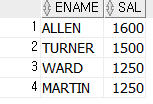 ENAME SAL
1 ALLEN 1600
2 TURNER 1500
3 WARD 1250
4 MARTIN 1250